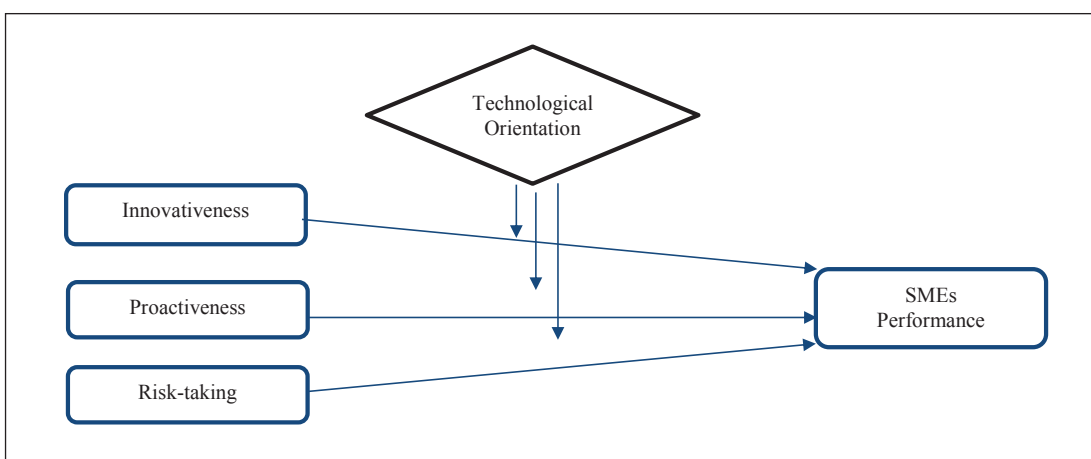 Technological
Orientation
Innovativeness
Proactiveness
Risk-taking
SMEs
Performance